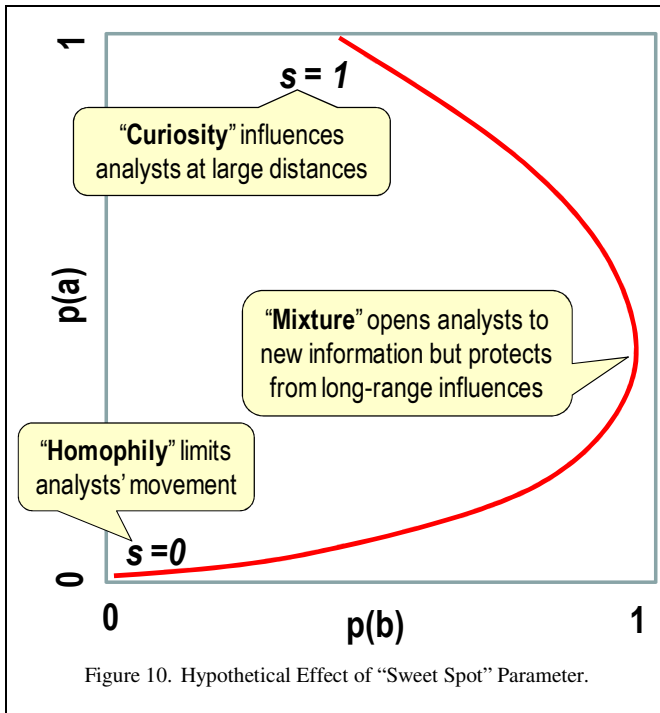 1
s = 1
“Curiosity” influences
analysts at large distances
p(a)
“Mixture” opens analysts to
new information but protects
from long-range influences
“Homophily” limits
analysts’ movement
s =0
0
0
p(b)
1
Figure 10. Hypothetical Effect of “Sweet Spot” Parameter.